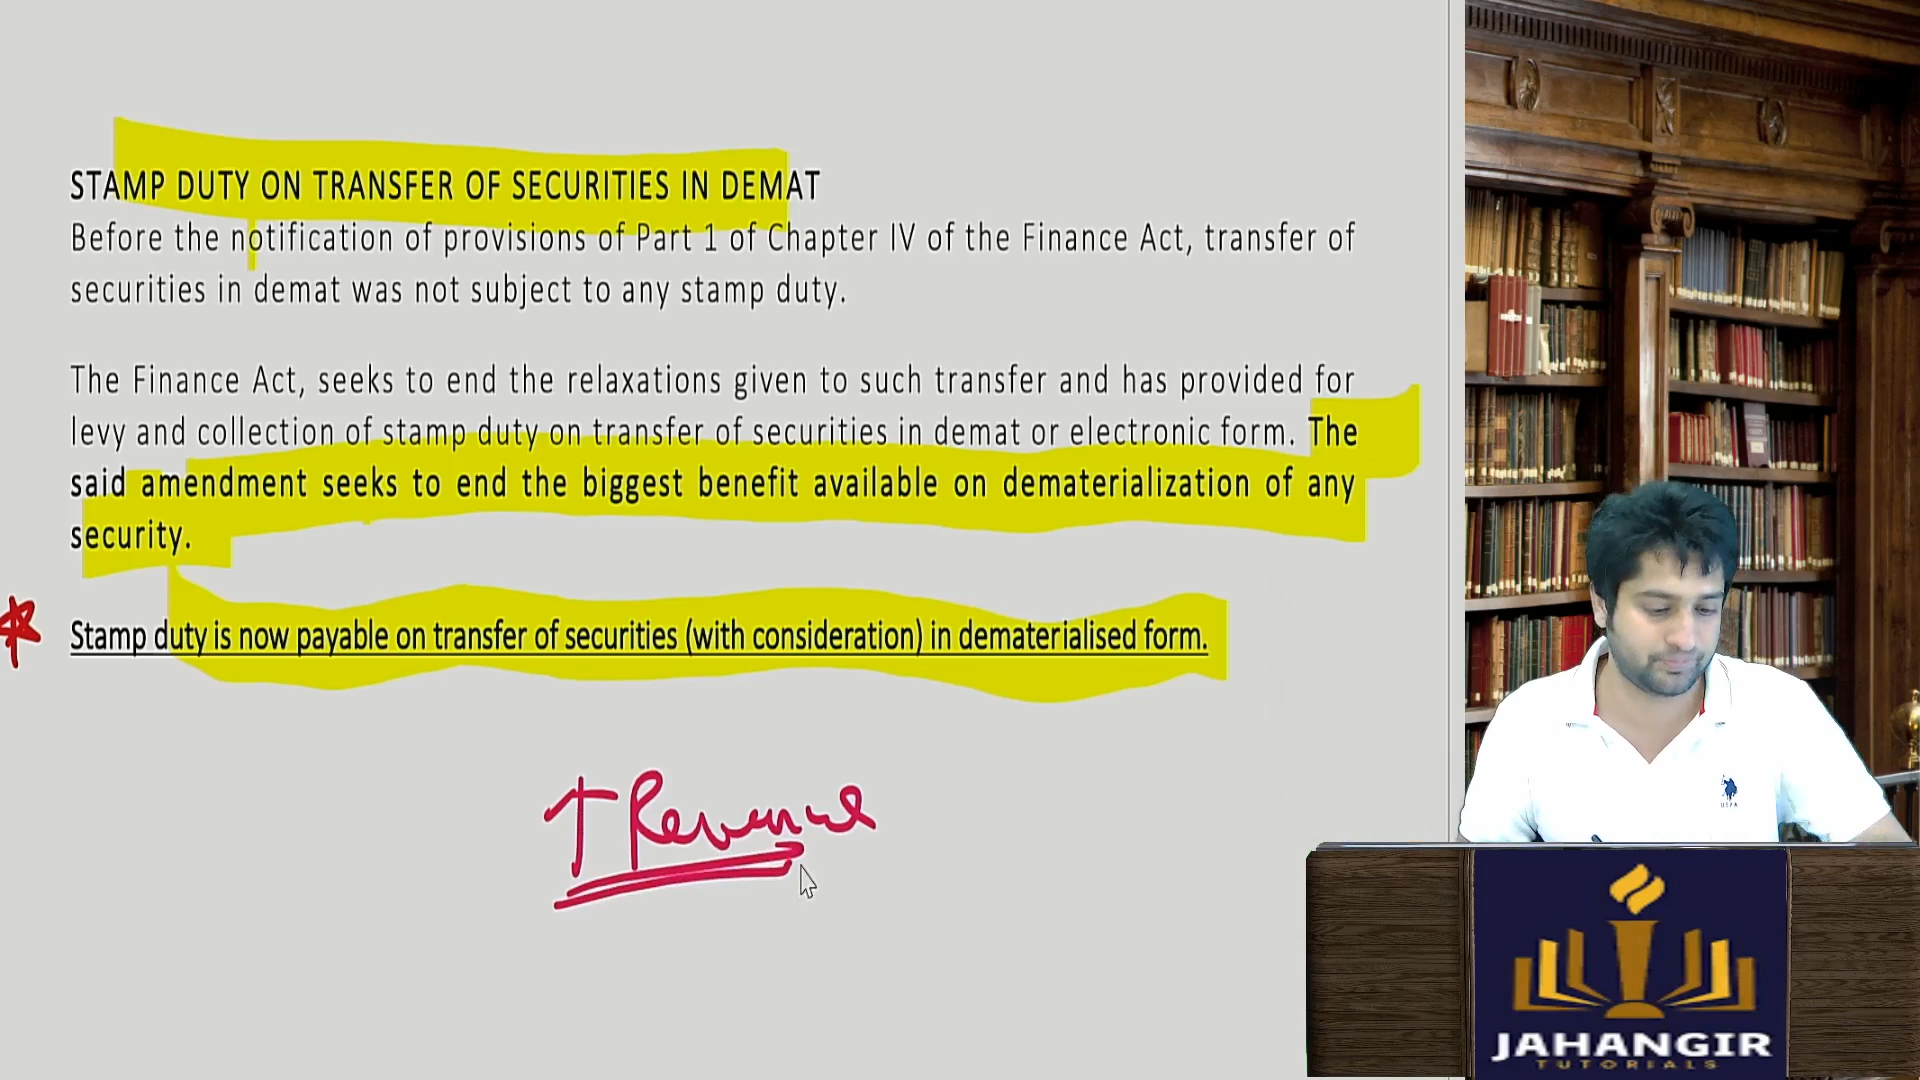 STAMP DUTY ON TRANSFER OF SECURITIES IN DEMAT
Before the notification of provisions of Part 1 of Chapter IV of the Finance Act, transfer of
securities in demat was not subject to any stamp duty.
The Finance Act, seeks to end the relaxations given to such transfer and has provided for
levy and collection of stamp duty on transfer of securities in demat or electronic form. The
said amendment seeks to end the biggest benefit available on dematerialization of any
security.
Stamp duty is now payable on transfer of securities (with consideration) in dematerialised form.
↑ Revenue
USPA
JAHANGIR
TUTORIALS